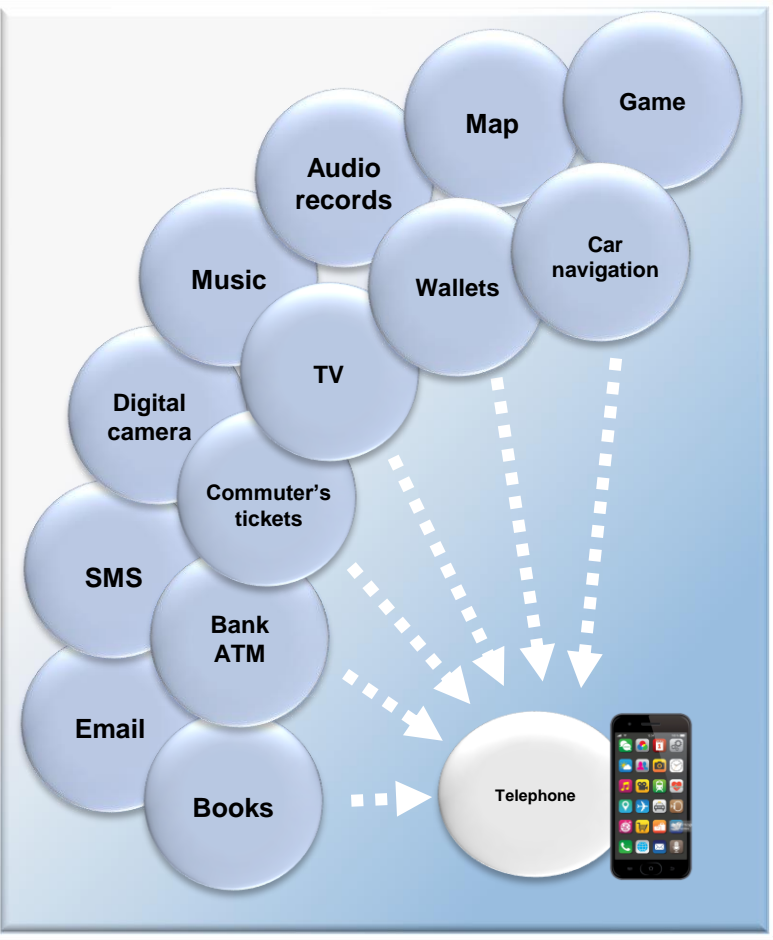 Game
Map
Audio
records
Car
navigation
Wallets
Music
TV
Digital
camera
Commuter’s
tickets
SMS
Bank
ATM
Email
Books
Telephone